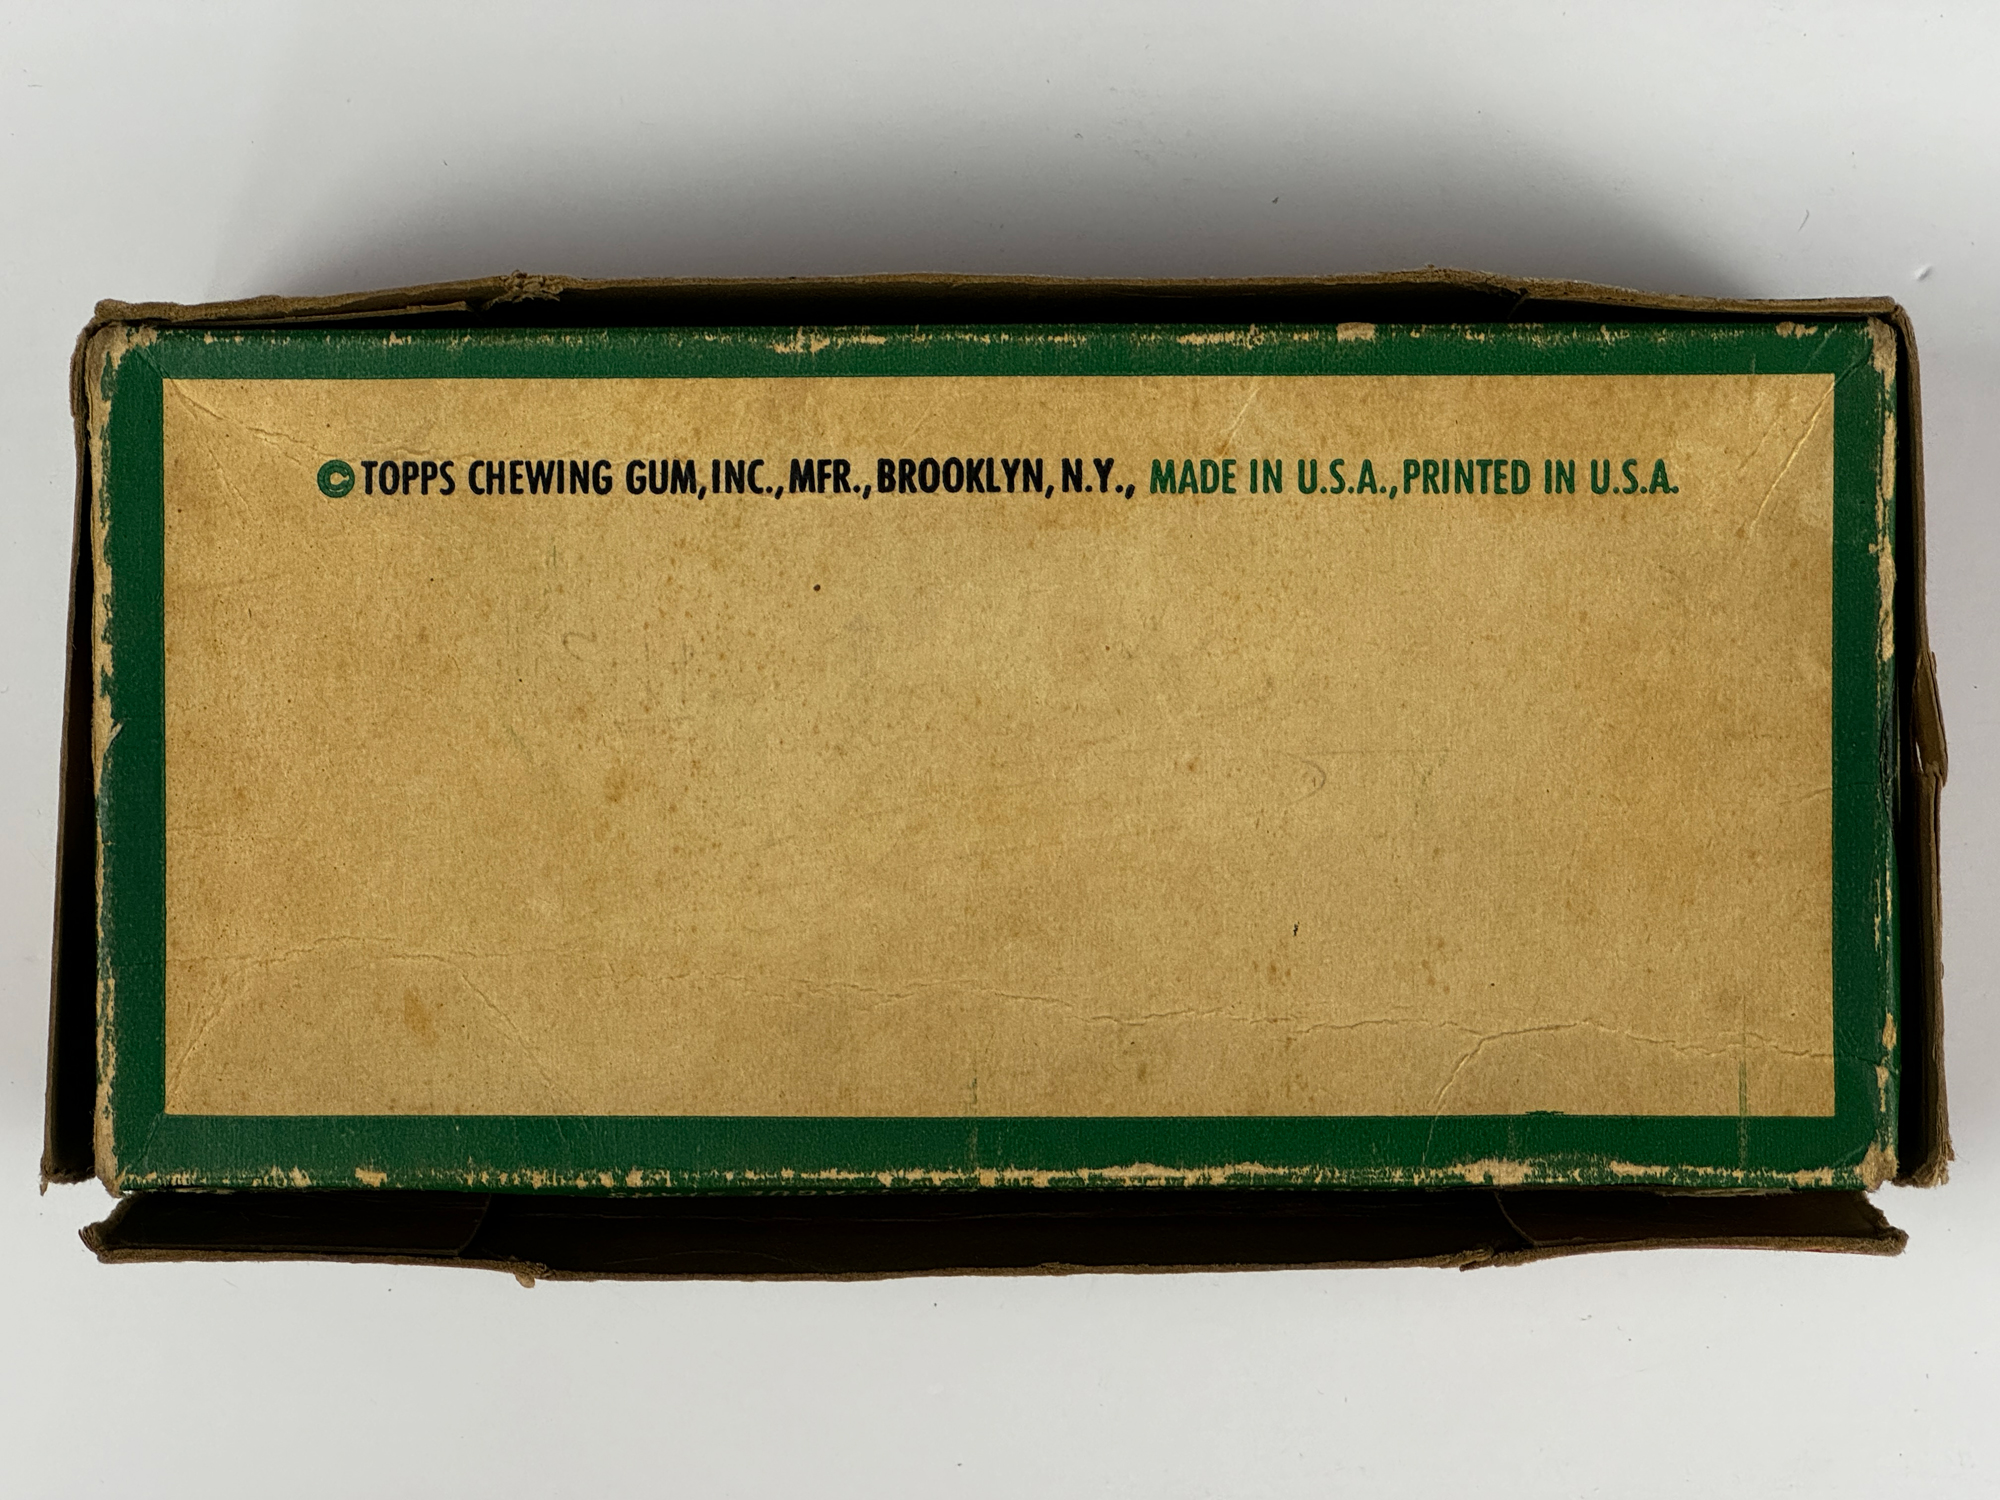 ©TOPPS CHEWING GUM, INC., MFR., BROOKLYN, N.Y., MADE IN U.S.A., PRINTED IN U.S.A.